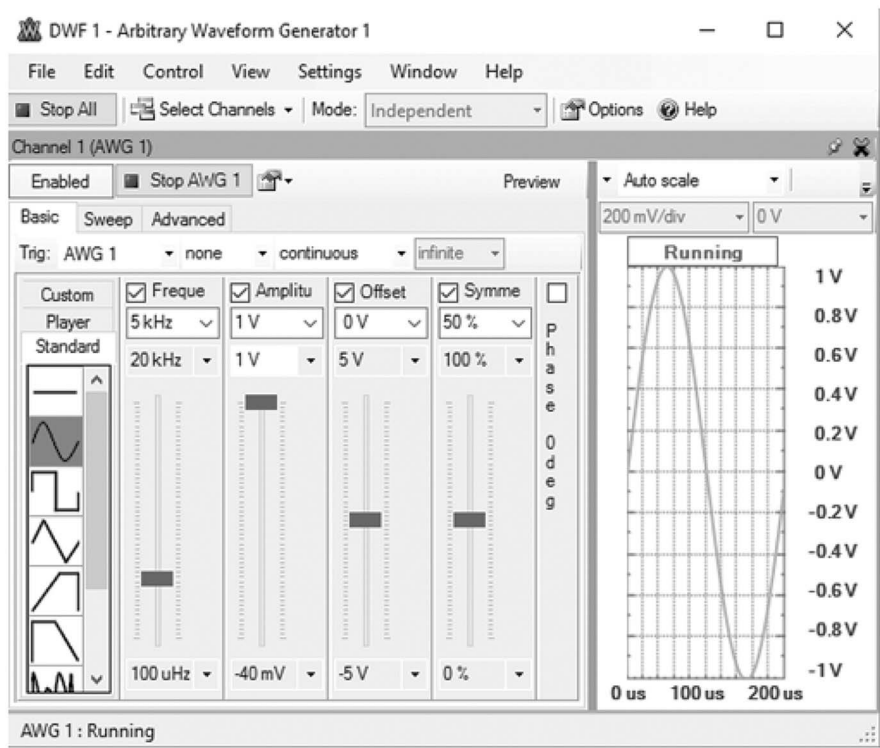 DWF 1 - Arbitrary Waveform Generator 1
File Edit Control View Settings Window Help
Stop All Select Channels Mode: Independent Options Help
Channel 1 (AWG 1)
Enabled Stop AWG 1 Preview
Auto scale
Basic Sweep Advanced
200 mV/div 0 V
Trig: AWG 1 none continuous infinite
Running
Custom
Player
Standard
Freque Amplitu Offset Symme
5 kHz 1 V 0 V 50 %
20 kHz 1 V 5 V 100 %
100 uHz -40 mV -5 V 0 %
Phase 0 deg
1 V
0.8 V
0.6 V
0.4 V
0.2 V
0 V
-0.2 V
-0.4 V
-0.6 V
-0.8 V
-1 V
0 us 100 us 200 us
AWG 1 : Running